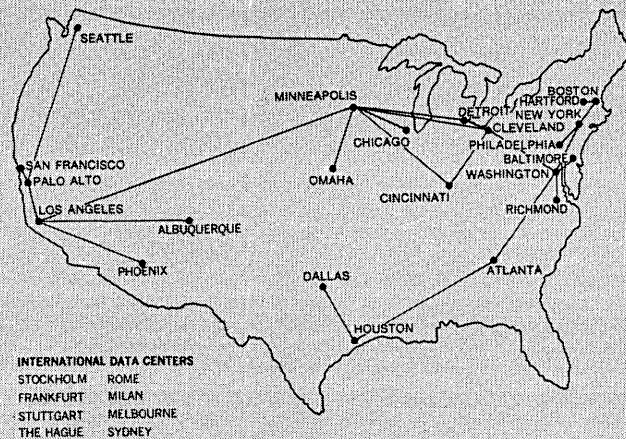 SEATTLE
BOSTON
MINNEAPOLIS
HARTFORD
DETROIT
NEW YORK
CLEVELAND
CHICAGO
PHILADELPHIA
BALTIMORE
SAN FRANCISCO
WASHINGTON
PALO ALTO
OMAHA
CINCINNATI
RICHMOND
LOS ANGELES
ALBUQUERQUE
PHOENIX
ATLANTA
DALLAS
HOUSTON
INTERNATIONAL DATA CENTERS
STOCKHOLM ROME
FRANKFURT MILAN
STUTTGART MELBOURNE
THE HAGUE SYDNEY